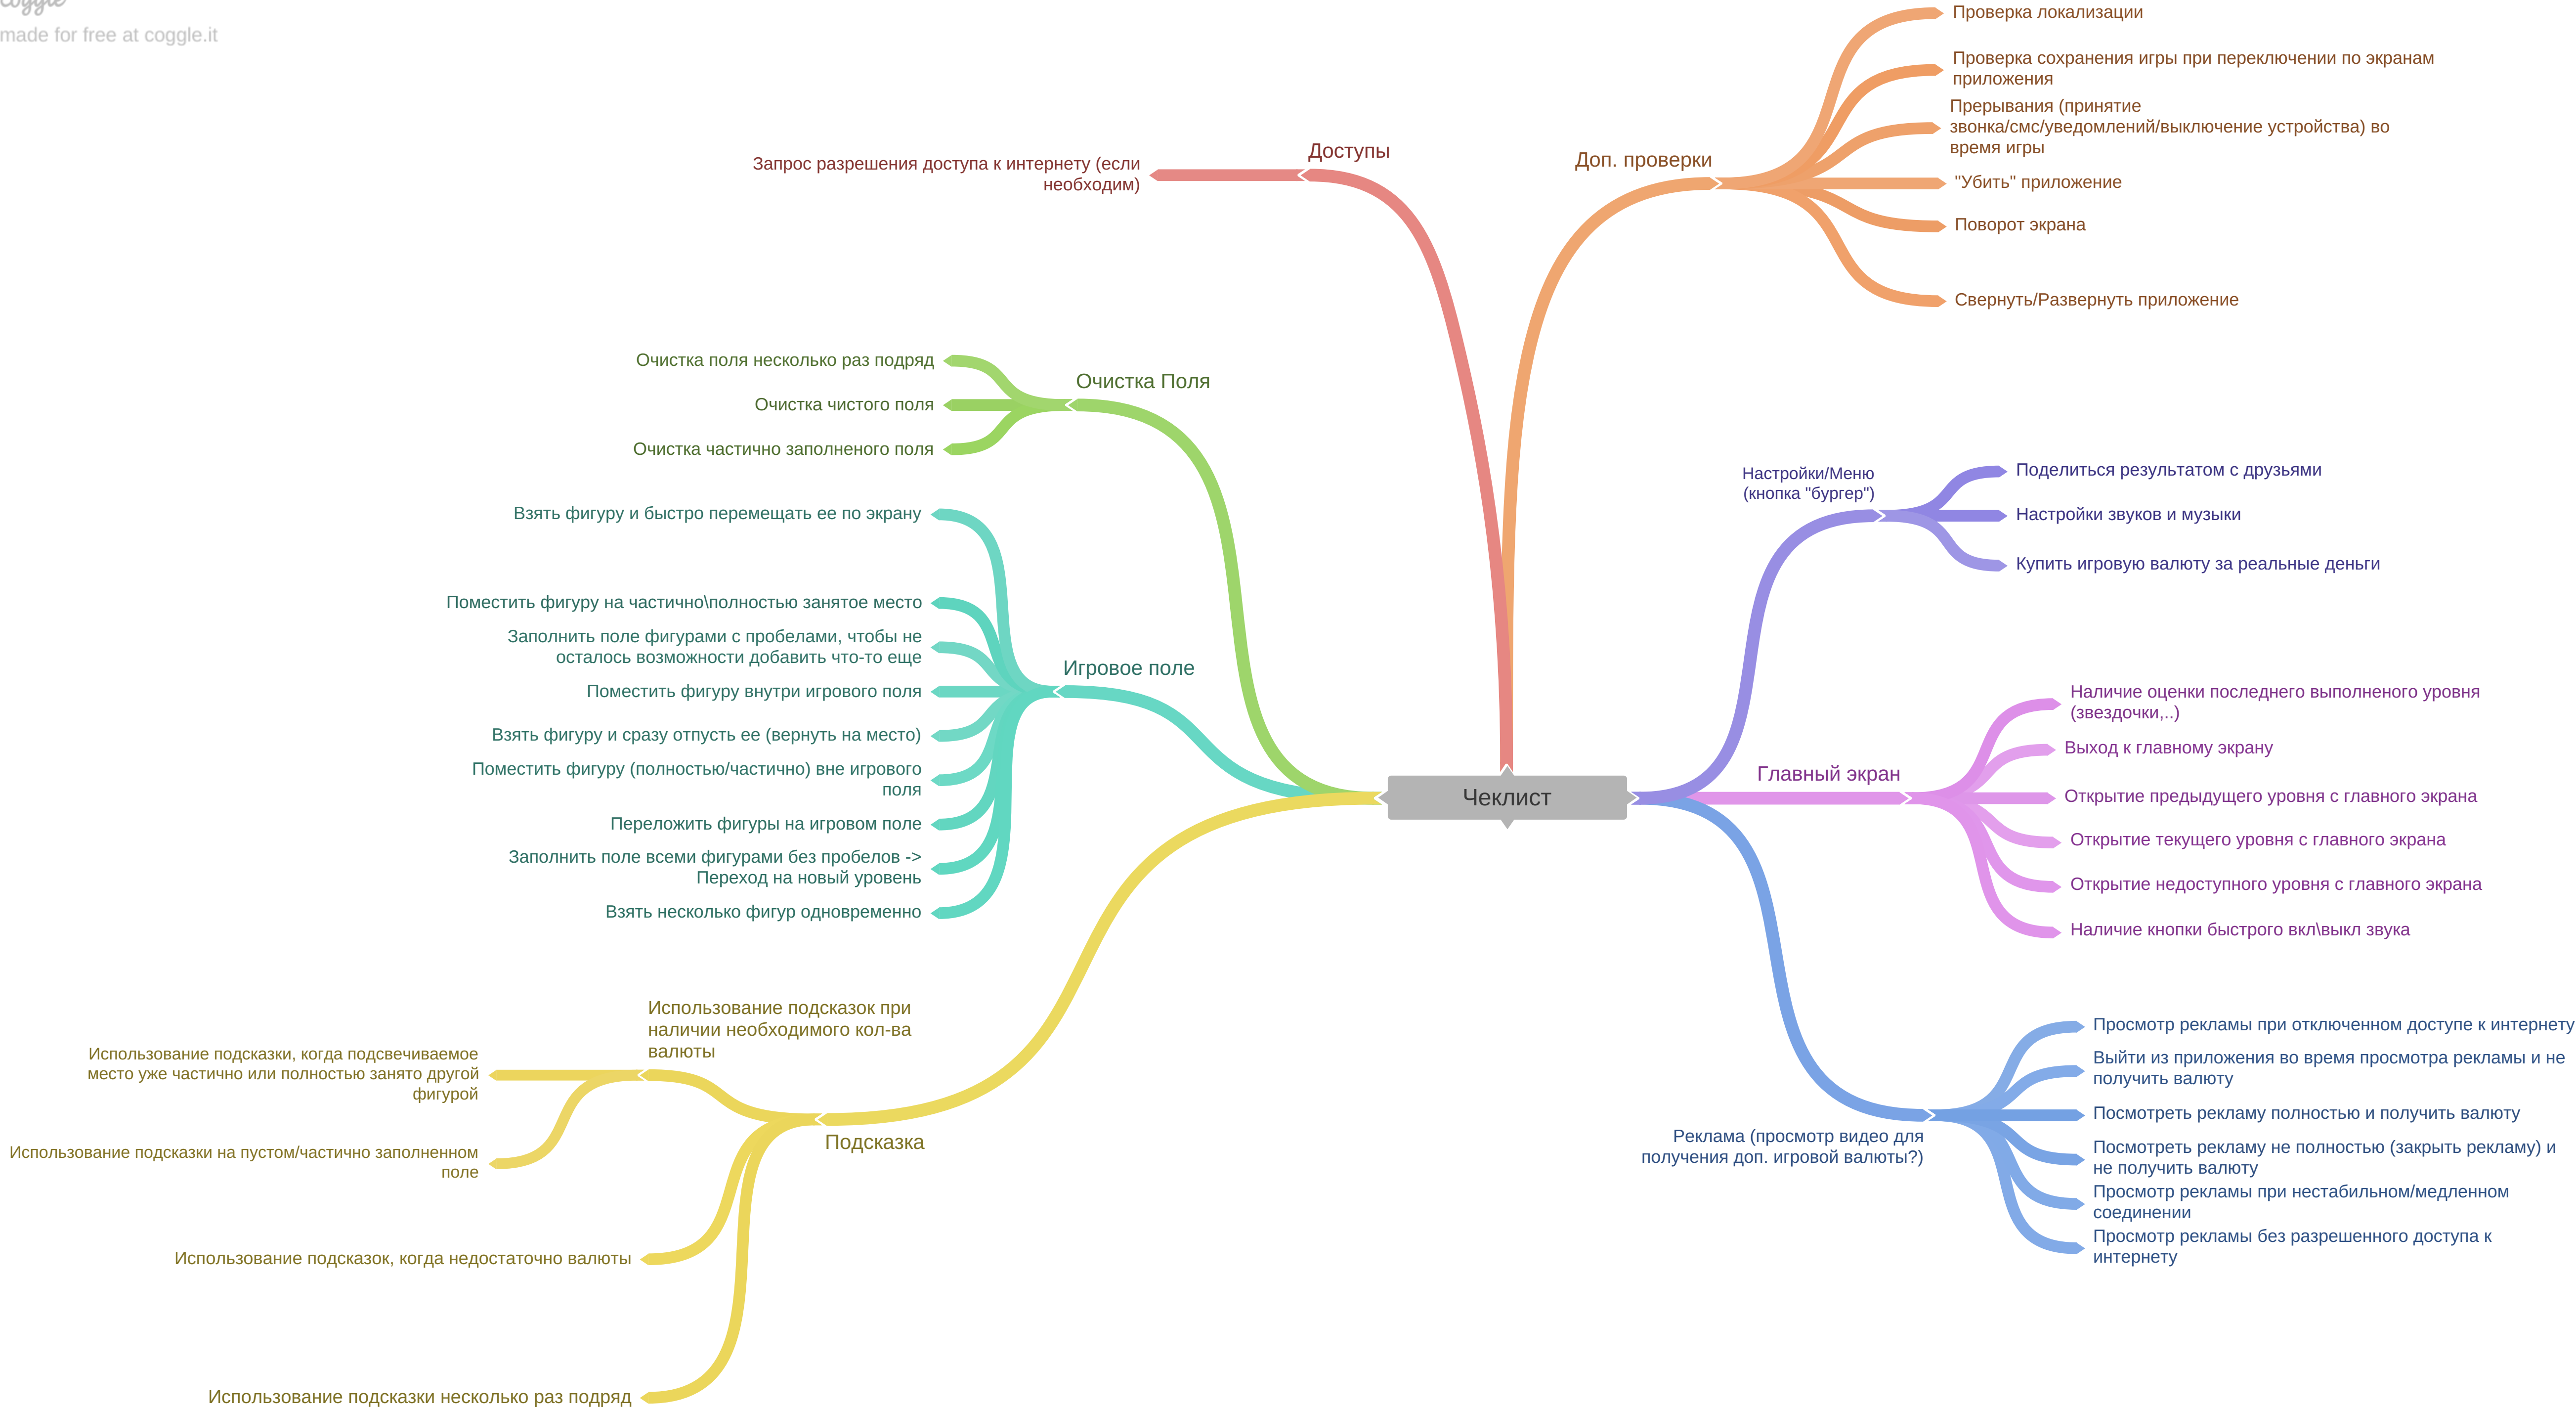 coggle
made for free at coggle.it
Чеклист
Доступы
Запрос разрешения доступа к интернету (если
необходим)
Очистка Поля
Очистка поля несколько раз подряд
Очистка чистого поля
Очистка частично заполненого поля
Игровое поле
Взять фигуру и быстро перемещать ее по экрану
Поместить фигуру на частично\полностью занятое место
Заполнить поле фигурами с пробелами, чтобы не
осталось возможности добавить что-то еще
Поместить фигуру внутри игрового поля
Взять фигуру и сразу отпусть ее (вернуть на место)
Поместить фигуру (полностью/частично) вне игрового
поля
Переложить фигуры на игровом поле
Заполнить поле всеми фигурами без пробелов ->
Переход на новый уровень
Взять несколько фигур одновременно
Подсказка
Использование подсказок при
наличии необходимого кол-ва
валюты
Использование подсказки, когда подсвечиваемое
место уже частично или полностью занято другой
фигурой
Использование подсказки на пустом/частично заполненном
поле
Использование подсказок, когда недостаточно валюты
Использование подсказки несколько раз подряд
Доп. проверки
Проверка локализации
Проверка сохранения игры при переключении по экранам
приложения
Прерывания (принятие
звонка/смс/уведомлений/выключение устройства) во
время игры
"Убить" приложение
Поворот экрана
Свернуть/Развернуть приложение
Настройки/Меню
(кнопка "бургер")
Поделиться результатом с друзьями
Настройки звуков и музыки
Купить игровую валюту за реальные деньги
Главный экран
Наличие оценки последнего выполненого уровня
(звездочки,..)
Выход к главному экрану
Открытие предыдущего уровня с главного экрана
Открытие текущего уровня с главного экрана
Открытие недоступного уровня с главного экрана
Наличие кнопки быстрого вкл\выкл звука
Реклама (просмотр видео для
получения доп. игровой валюты?)
Просмотр рекламы при отключенном доступе к интернету
Выйти из приложения во время просмотра рекламы и не
получить валюту
Посмотреть рекламу полностью и получить валюту
Посмотреть рекламу не полностью (закрыть рекламу) и
не получить валюту
Просмотр рекламы при нестабильном/медленном
соединении
Просмотр рекламы без разрешенного доступа к
интернету